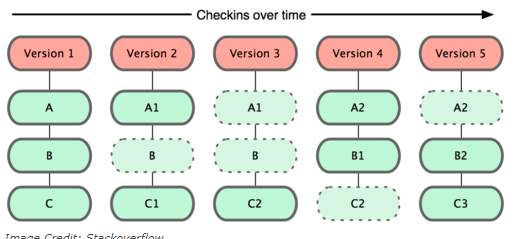 Checkins over time
Version 1 Version 2 Version 3 Version 4 Version 5
A A1 A1 A2 A2
B B B B1 B2
C C1 C2 C2 C3
Image Credit: Stackoverflow